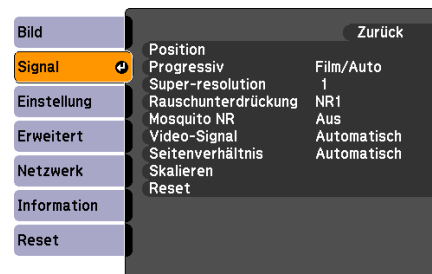 Bild
Signal
Einstellung
Erweitert
Netzwerk
Information
Reset
Zurück
Position
Progressiv Film/Auto
Super-resolution 1
Rauschunterdrückung NR1
Mosquito NR Aus
Video-Signal Automatisch
Seitenverhältnis Automatisch
Skalieren
Reset